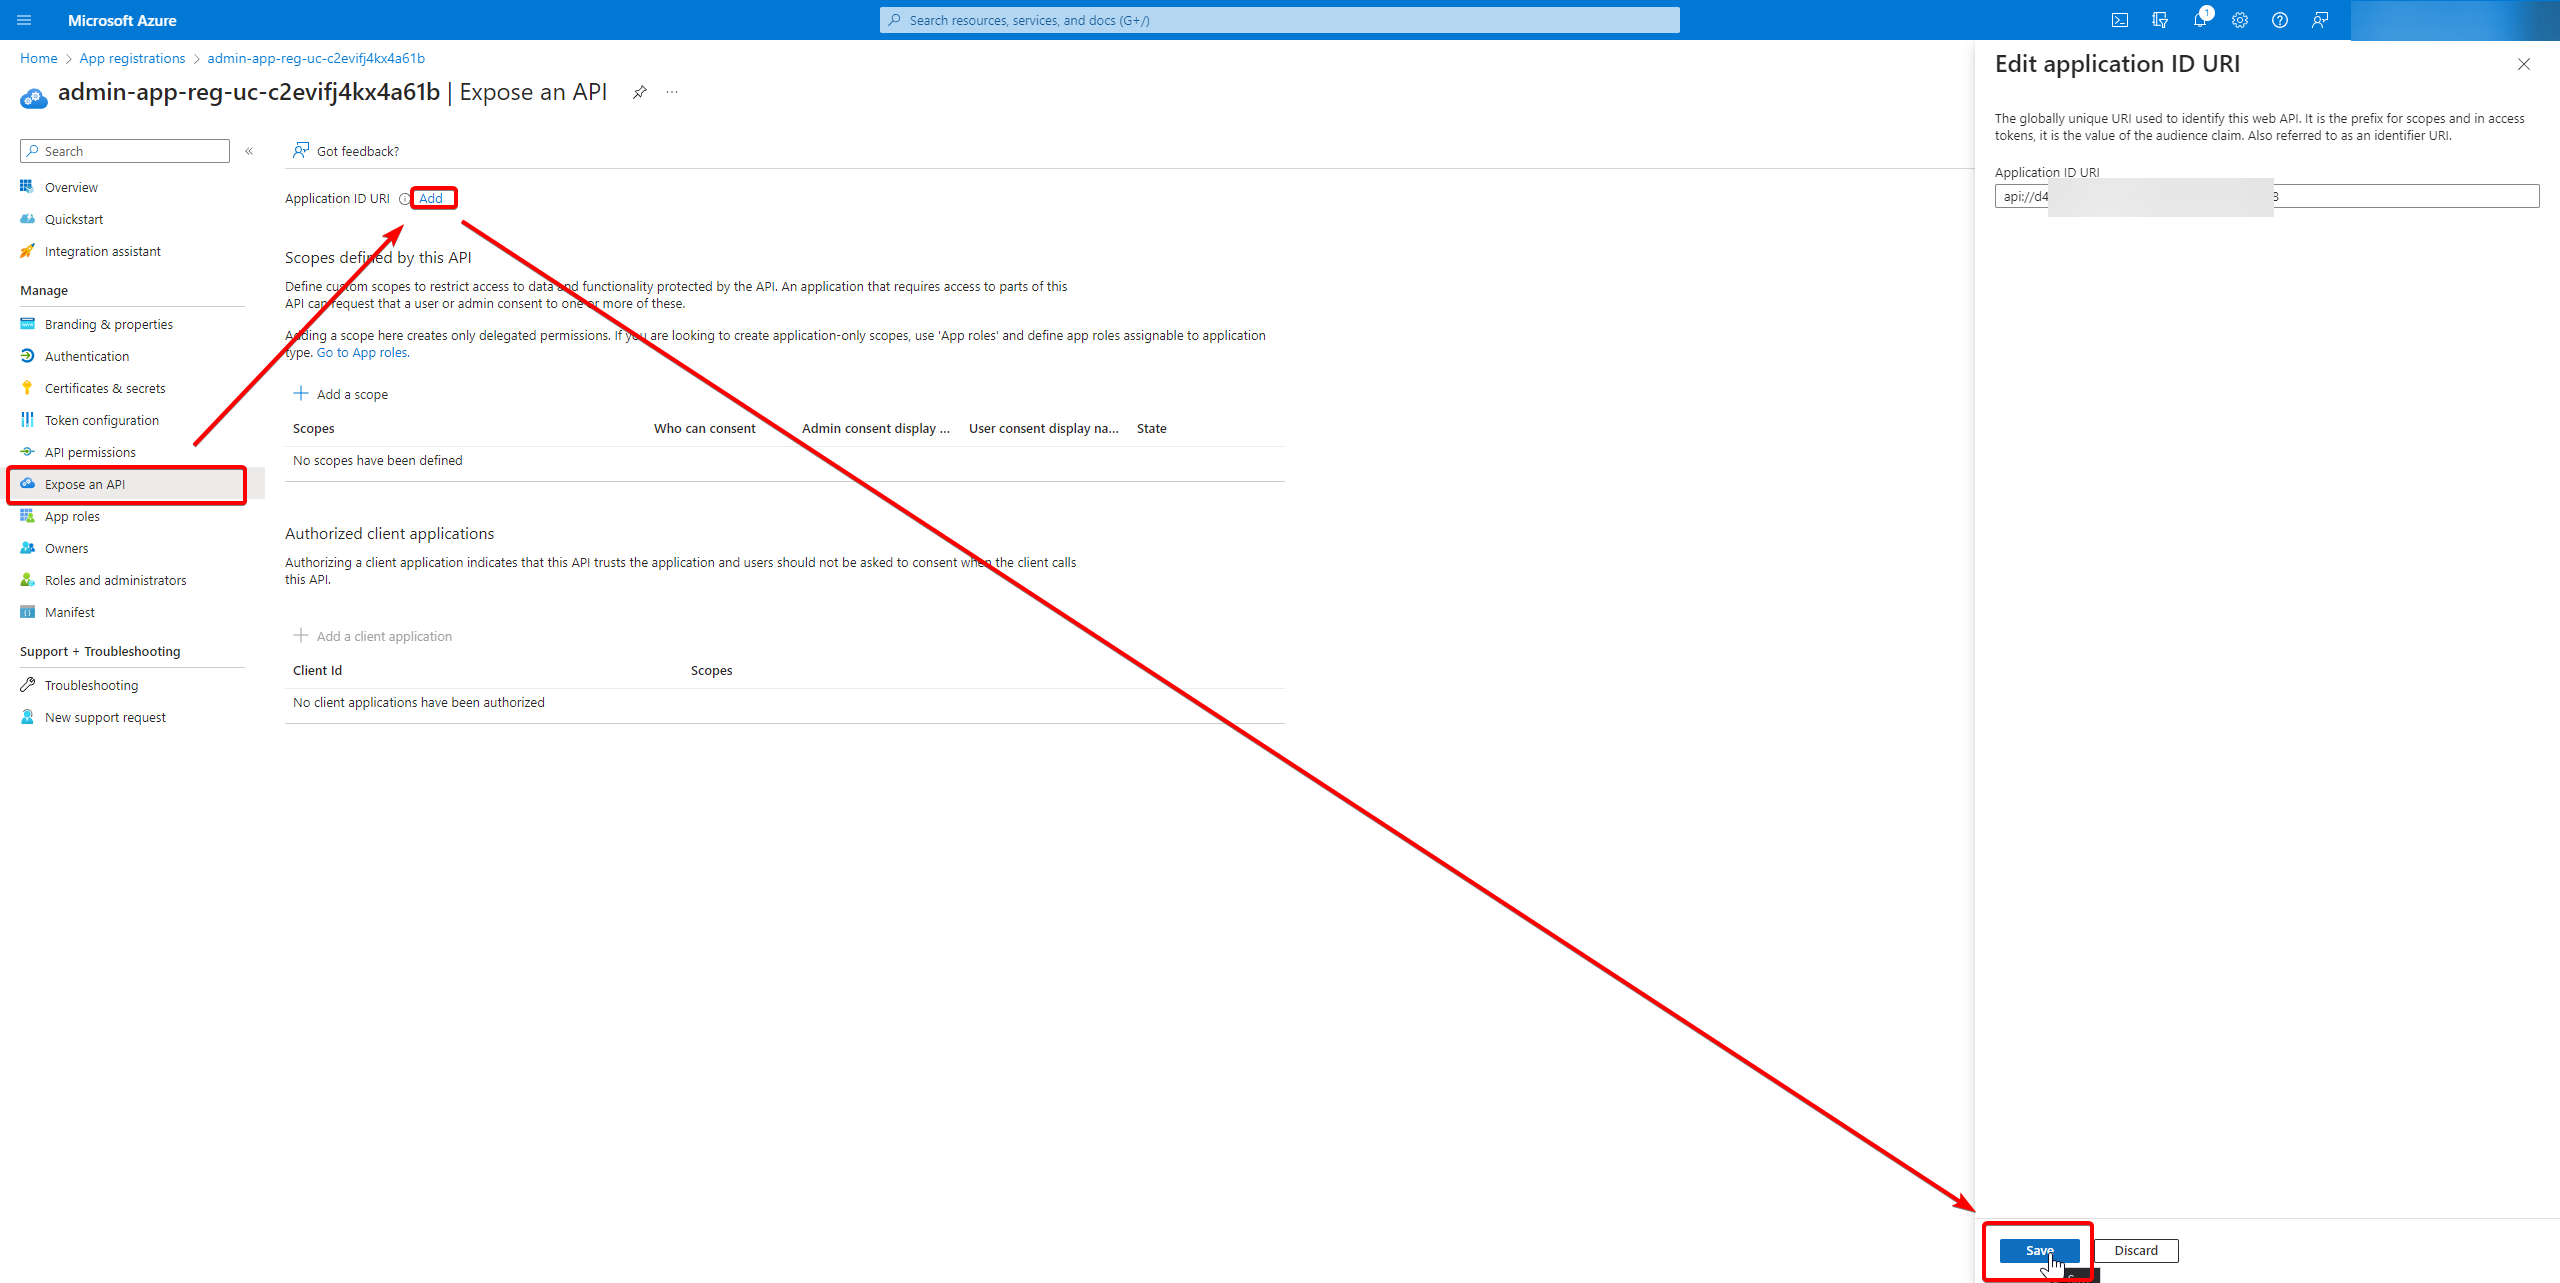 Microsoft Azure
Search resources, services, and docs (G+/)
1
Home > App registrations > admin-app-reg-uc-c2evifj4kx4a61b
admin-app-reg-uc-c2evifj4kx4a61b | Expose an API
Search
Overview
Quickstart
Integration assistant
Manage
Branding & properties
Authentication
Certificates & secrets
Token configuration
API permissions
Expose an API
App roles
Owners
Roles and administrators
Manifest
Support + Troubleshooting
Troubleshooting
New support request
Got feedback?
Application ID URI Add
Scopes defined by this API
Define custom scopes to restrict access to data and functionality protected by the API. An application that requires access to parts of this
API can request that a user or admin consent to one or more of these.
Adding a scope here creates only delegated permissions. If you are looking to create application-only scopes, use 'App roles' and define app roles assignable to application
type. Go to App roles.
Add a scope
Scopes Who can consent Admin consent display ... User consent display na... State
No scopes have been defined
Authorized client applications
Authorizing a client application indicates that this API trusts the application and users should not be asked to consent when the client calls
this API.
Add a client application
Client Id Scopes
No client applications have been authorized
Edit application ID URI
The globally unique URI used to identify this web API. It is the prefix for scopes and in access
tokens, it is the value of the audience claim. Also referred to as an identifier URI.
Application ID URI
api://d4
Save Discard